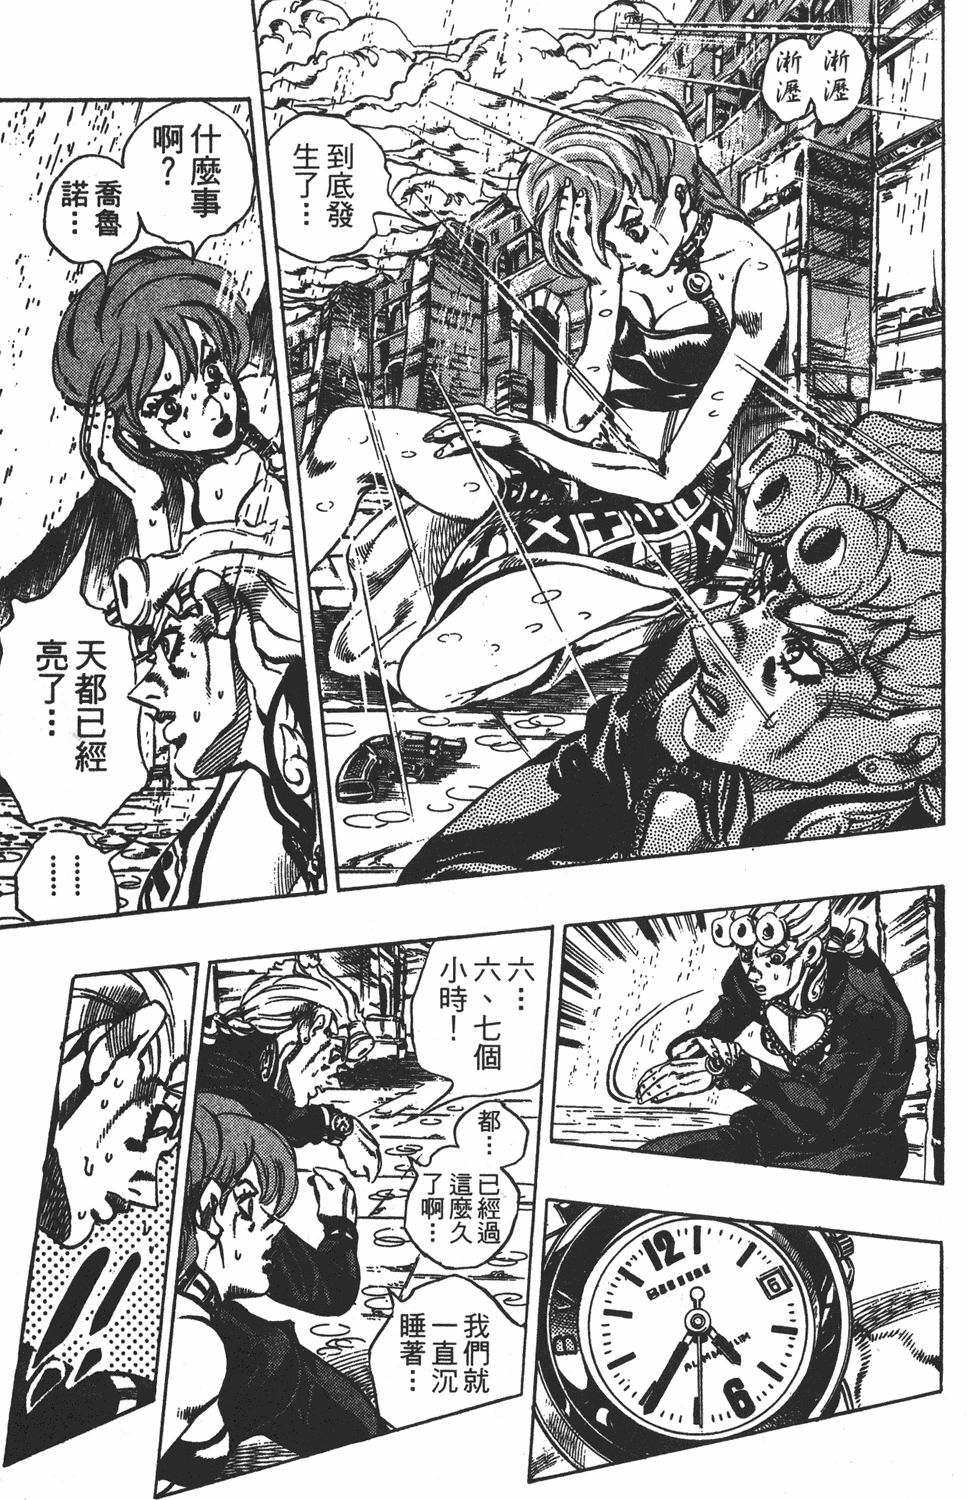 淅瀝
淅瀝
到底發
生了…
什麼事
啊？
喬魯
諾…
天都已經
亮了…
……
……
六…
六、七個
小時！
都…
已經過
這麼久
了啊…
我們就
一直沉
睡著…
12
6
6
B